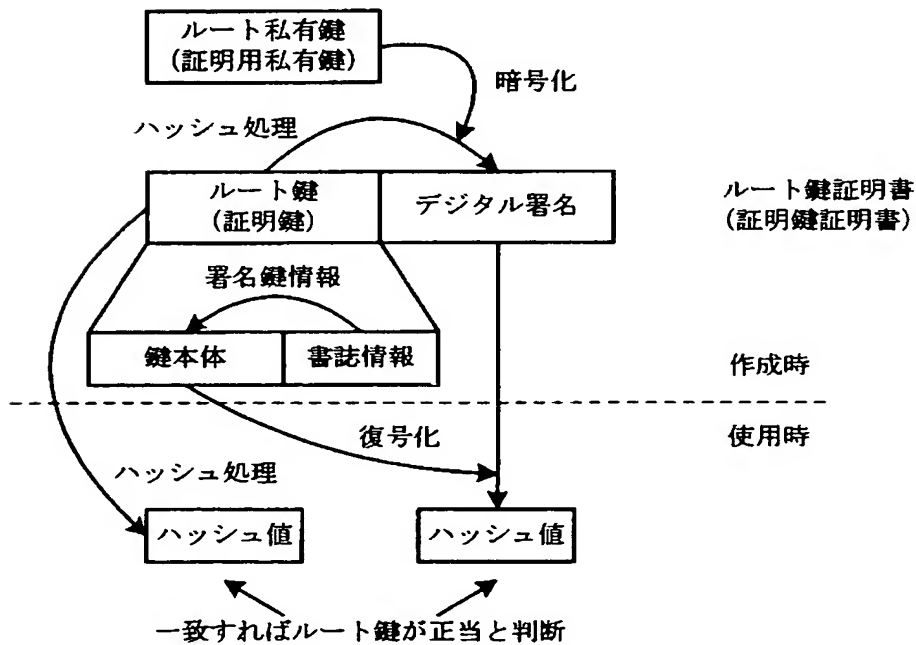 ルート私有鍵
(証明用私有鍵)
暗号化
ハッシュ処理
ルート鍵
(証明鍵)
デジタル署名
ルート鍵証明書
(証明鍵証明書)
署名鍵情報
鍵本体
書誌情報
作成時
復号化
使用時
ハッシュ処理
ハッシュ値
ハッシュ値
一致すればルート鍵が正当と判断